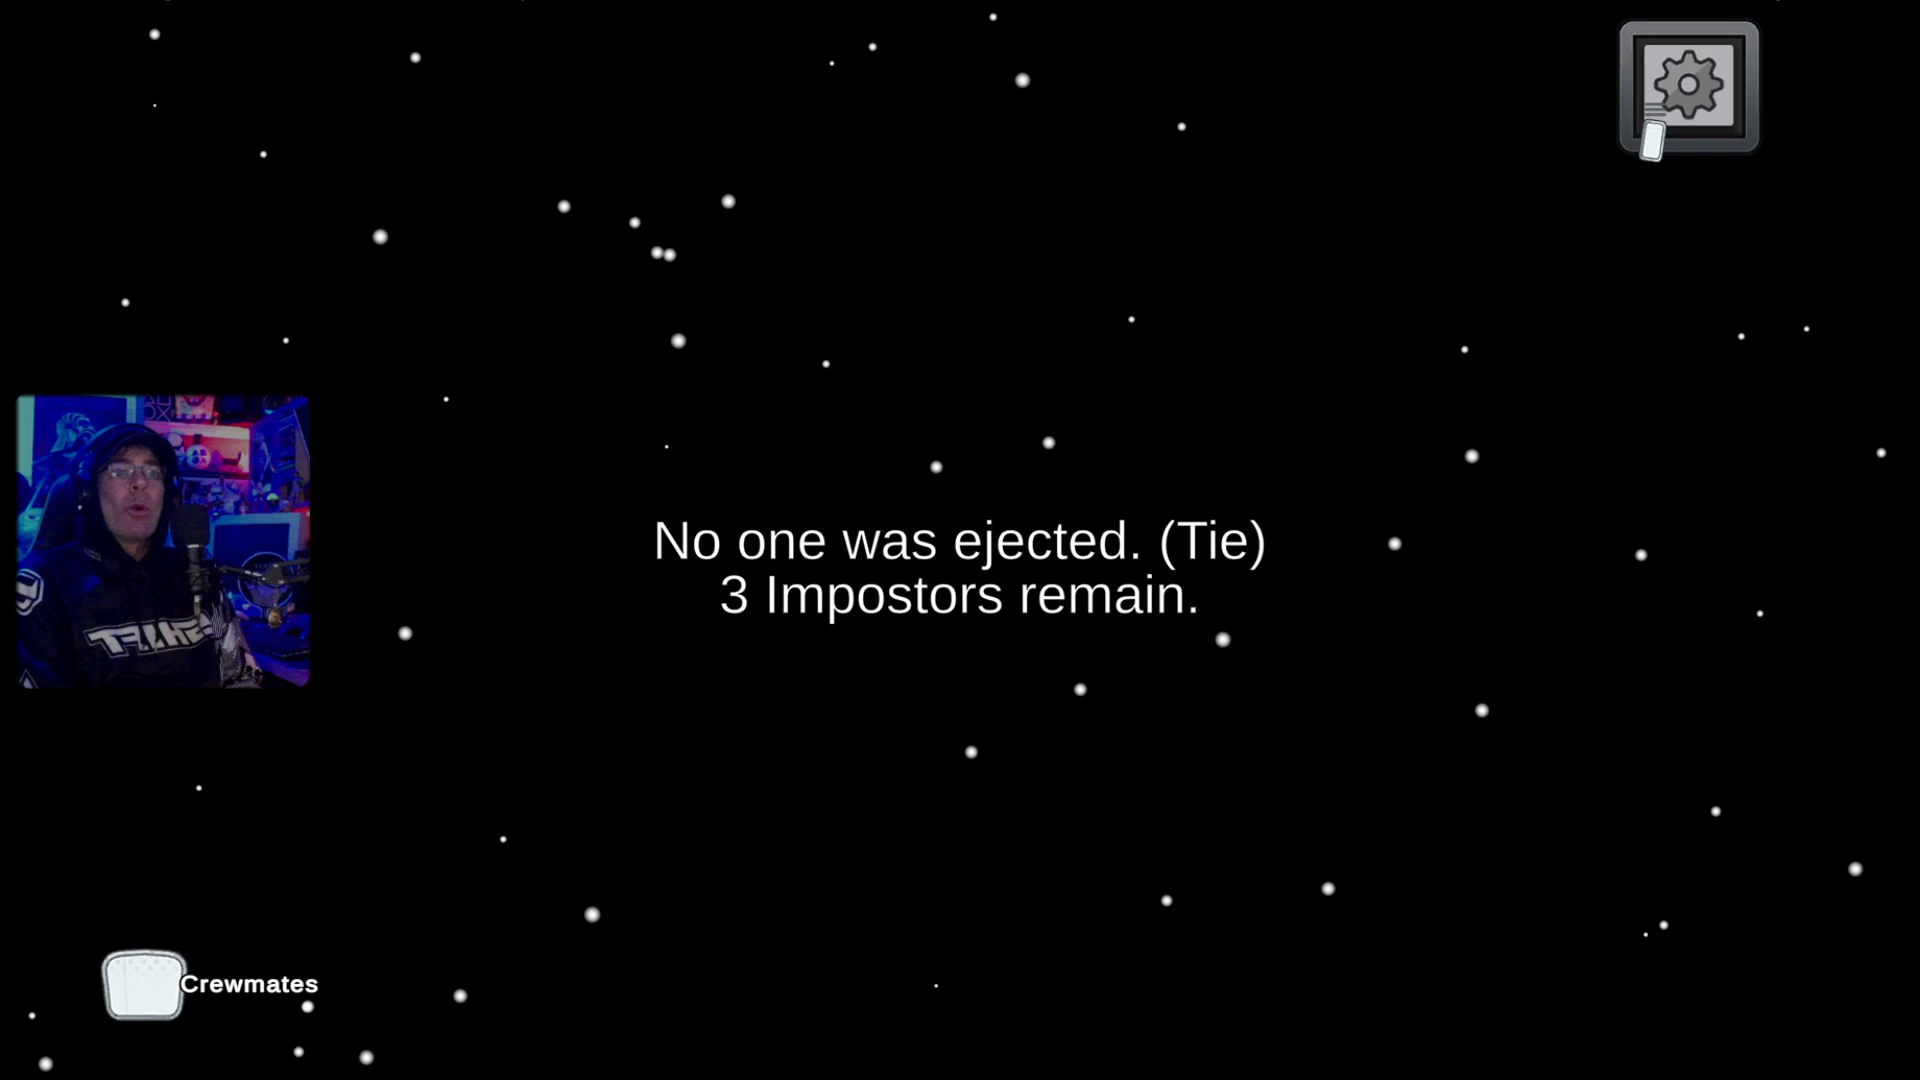 No one was ejected. (Tie)
3 Impostors remain.
Crewmates